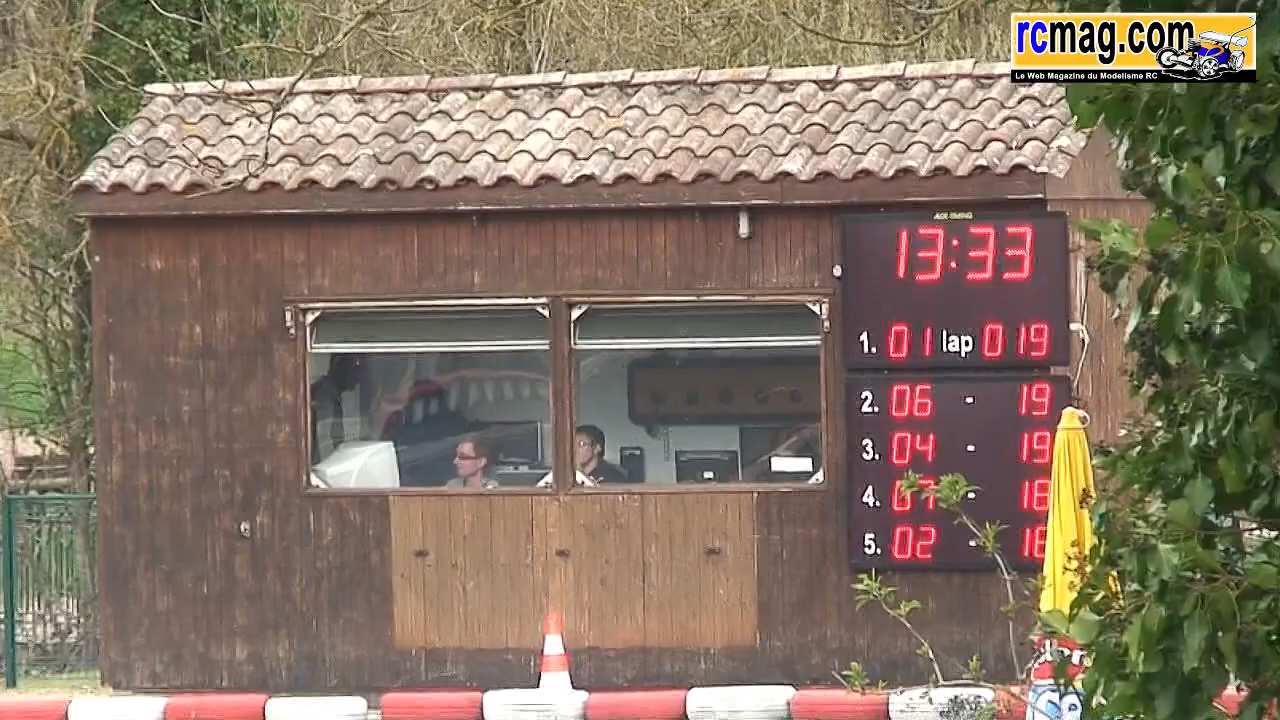 rcmag.com
Le Web Magazine du Modelisme RC
13:33
1. 01 lap 019
2. 06 - 19
3. 04 - 19
4. 07 - 18
5. 02 - 18